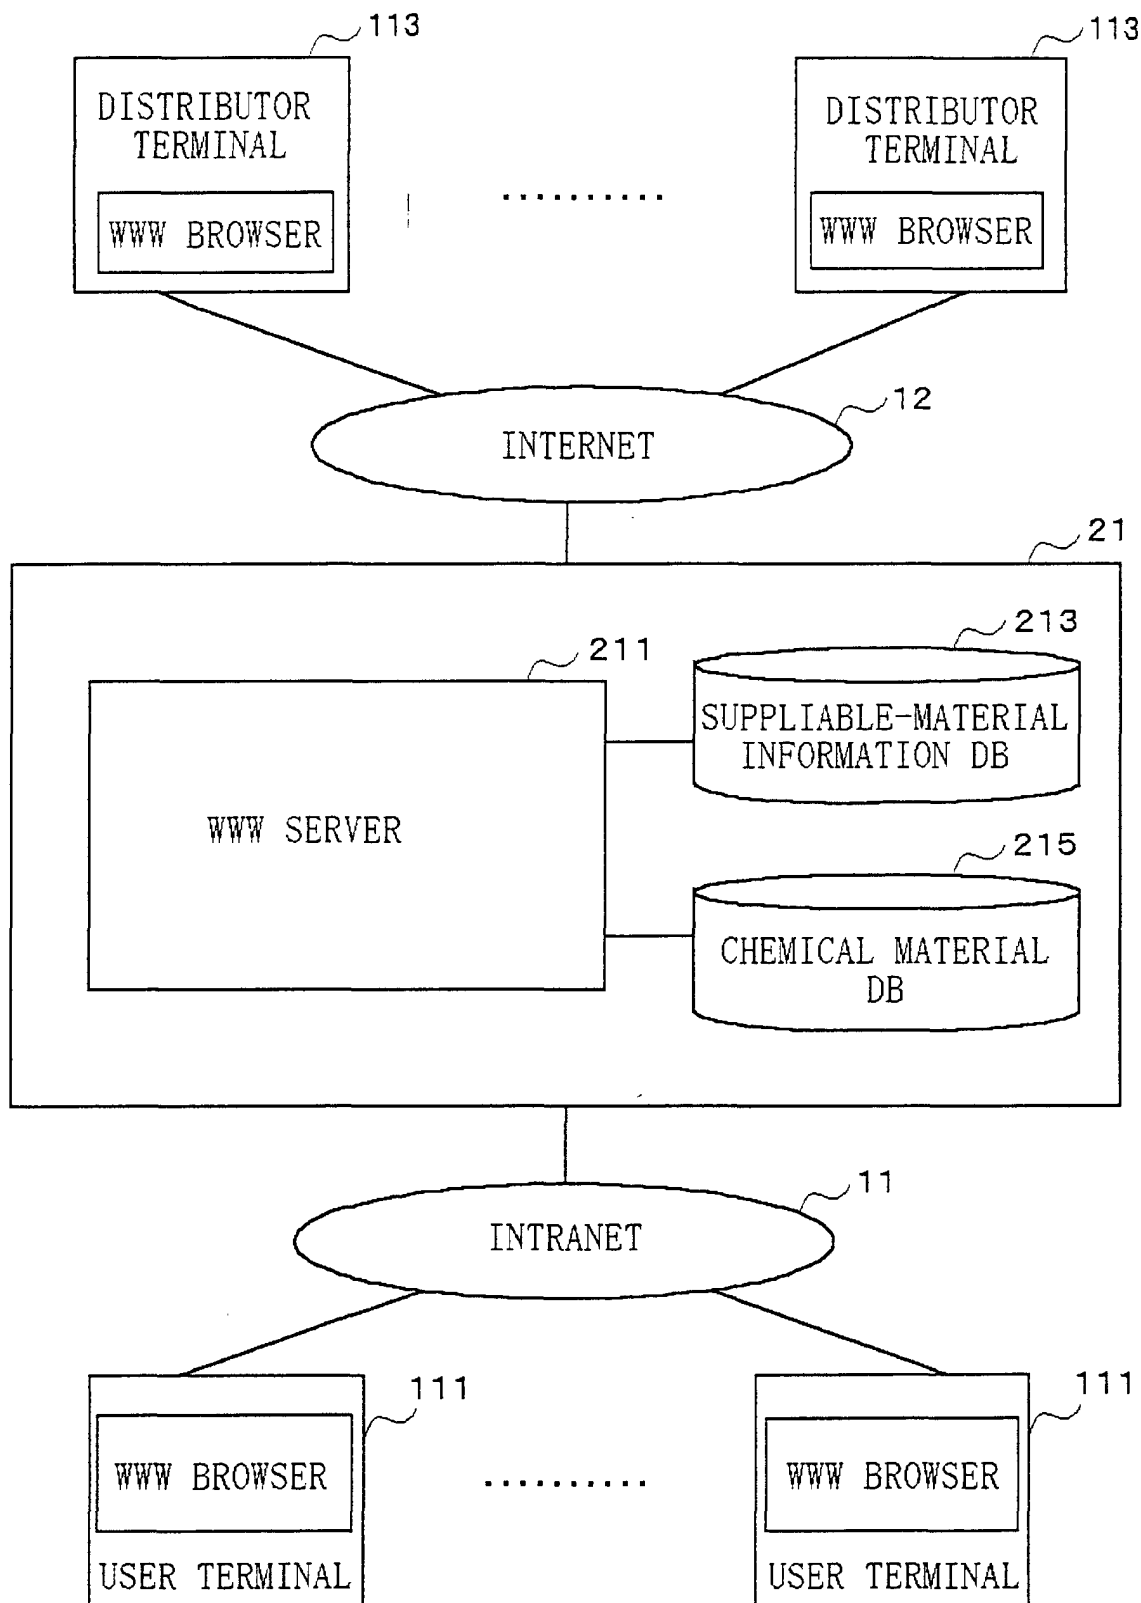 113
113
DISTRIBUTOR
TERMINAL
WWW BROWSER
..........
DISTRIBUTOR
TERMINAL
WWW BROWSER
12
INTERNET
21
211
213
SUPPLIABLE-MATERIAL
INFORMATION DB
WWW SERVER
215
CHEMICAL MATERIAL
DB
11
INTRANET
111
111
WWW BROWSER
USER TERMINAL
..........
WWW BROWSER
USER TERMINAL